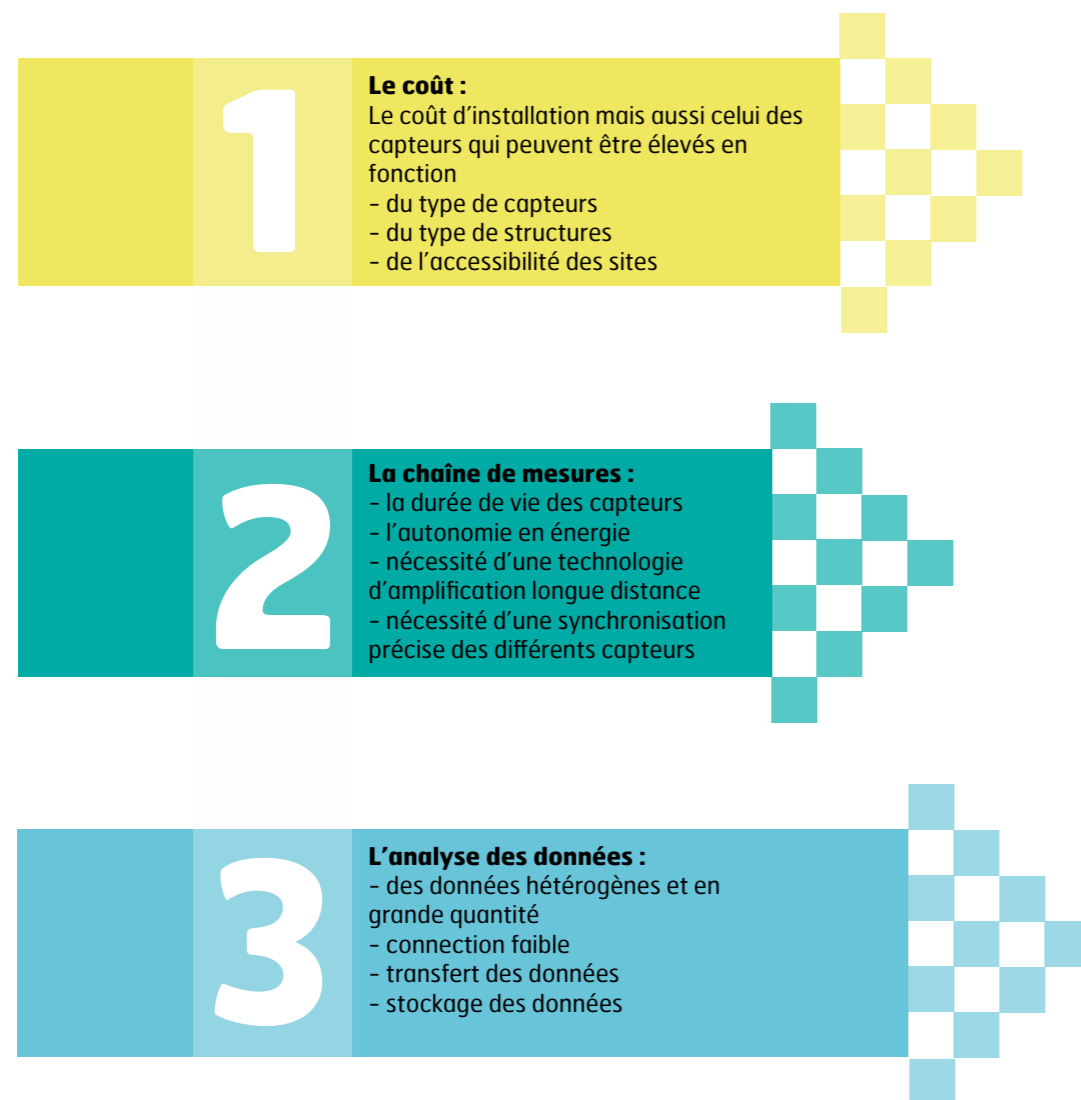 1
Le coût :
Le coût d'installation mais aussi celui des
capteurs qui peuvent être élevés en
fonction
- du type de capteurs
- du type de structures
- de l'accessibilité des sites
2
La chaîne de mesures :
- la durée de vie des capteurs
- l'autonomie en énergie
- nécessité d'une technologie
d'amplification longue distance
- nécessité d'une synchronisation
précise des différents capteurs
3
L'analyse des données :
- des données hétérogènes et en
grande quantité
- connection faible
- transfert des données
- stockage des données